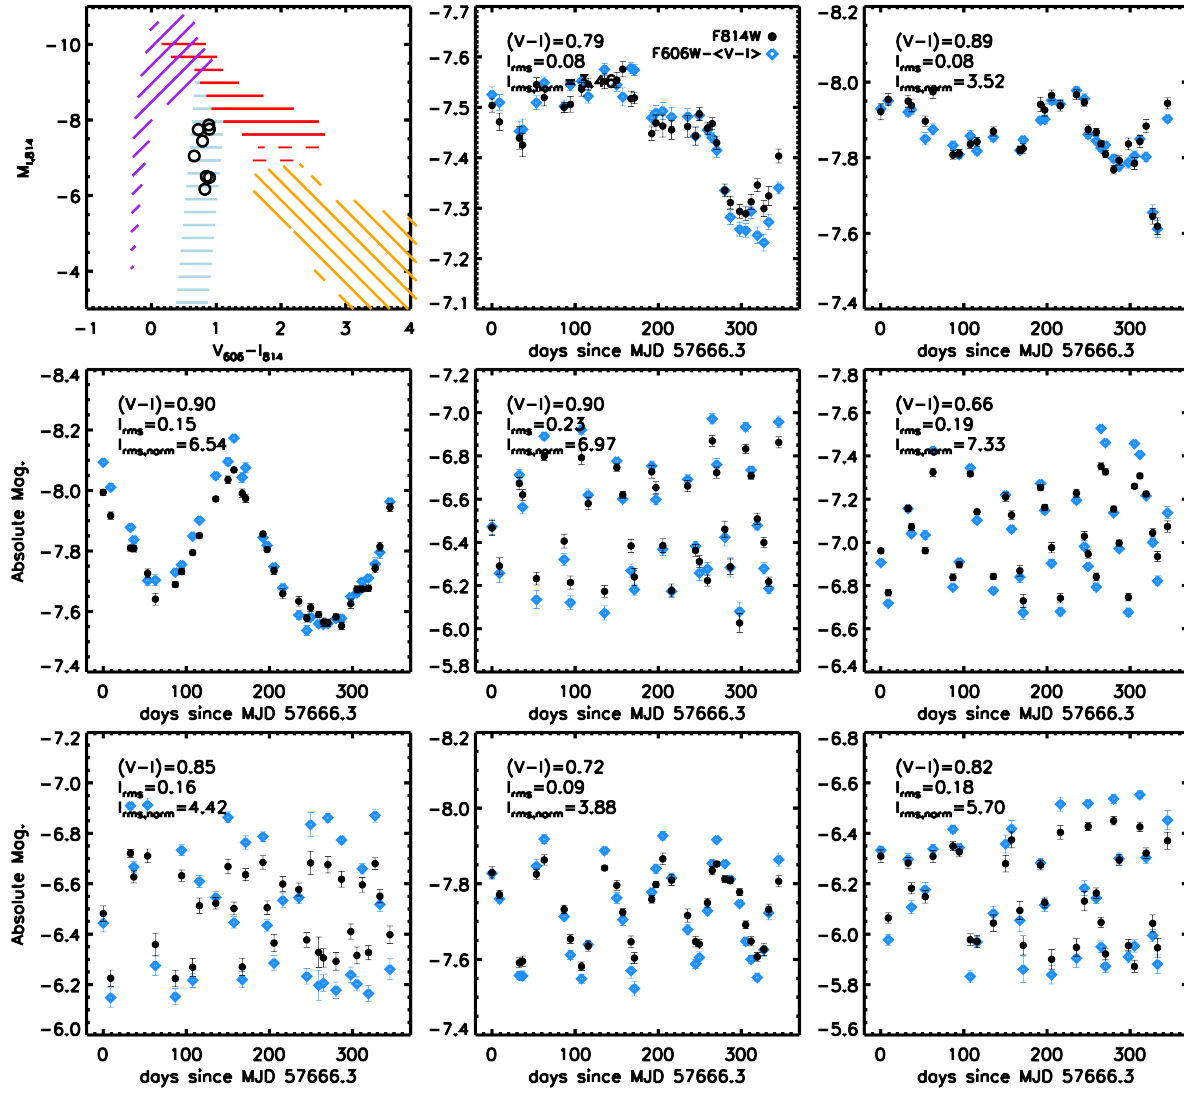 −10
−8
−6
−4
M_I,814
−1 0 1 2 3 4
V₆₀₆−I₈₁₄
−7.7
−7.6
−7.5
−7.4
−7.3
−7.2
−7.1
⟨V−I⟩=0.79
I_rms=0.08
I_rms,norm=3.46
F814W
F606W−<V−I>
0 100 200 300
days since MJD 57666.3
−8.2
−8.0
−7.8
−7.6
−7.4
⟨V−I⟩=0.89
I_rms=0.08
I_rms,norm=3.52
0 100 200 300
days since MJD 57666.3
−8.4
−8.2
−8.0
−7.8
−7.6
−7.4
Absolute Mag.
⟨V−I⟩=0.90
I_rms=0.15
I_rms,norm=6.54
0 100 200 300
days since MJD 57666.3
−7.2
−7.0
−6.8
−6.6
−6.4
−6.2
−6.0
−5.8
⟨V−I⟩=0.90
I_rms=0.23
I_rms,norm=6.97
0 100 200 300
days since MJD 57666.3
−7.8
−7.6
−7.4
−7.2
−7.0
−6.8
−6.6
−6.4
⟨V−I⟩=0.66
I_rms=0.19
I_rms,norm=7.33
0 100 200 300
days since MJD 57666.3
−7.2
−7.0
−6.8
−6.6
−6.4
−6.2
−6.0
Absolute Mag.
⟨V−I⟩=0.85
I_rms=0.16
I_rms,norm=4.42
0 100 200 300
days since MJD 57666.3
−8.2
−8.0
−7.8
−7.6
−7.4
⟨V−I⟩=0.72
I_rms=0.09
I_rms,norm=3.88
0 100 200 300
days since MJD 57666.3
−6.8
−6.6
−6.4
−6.2
−6.0
−5.8
−5.6
⟨V−I⟩=0.82
I_rms=0.18
I_rms,norm=5.70
0 100 200 300
days since MJD 57666.3